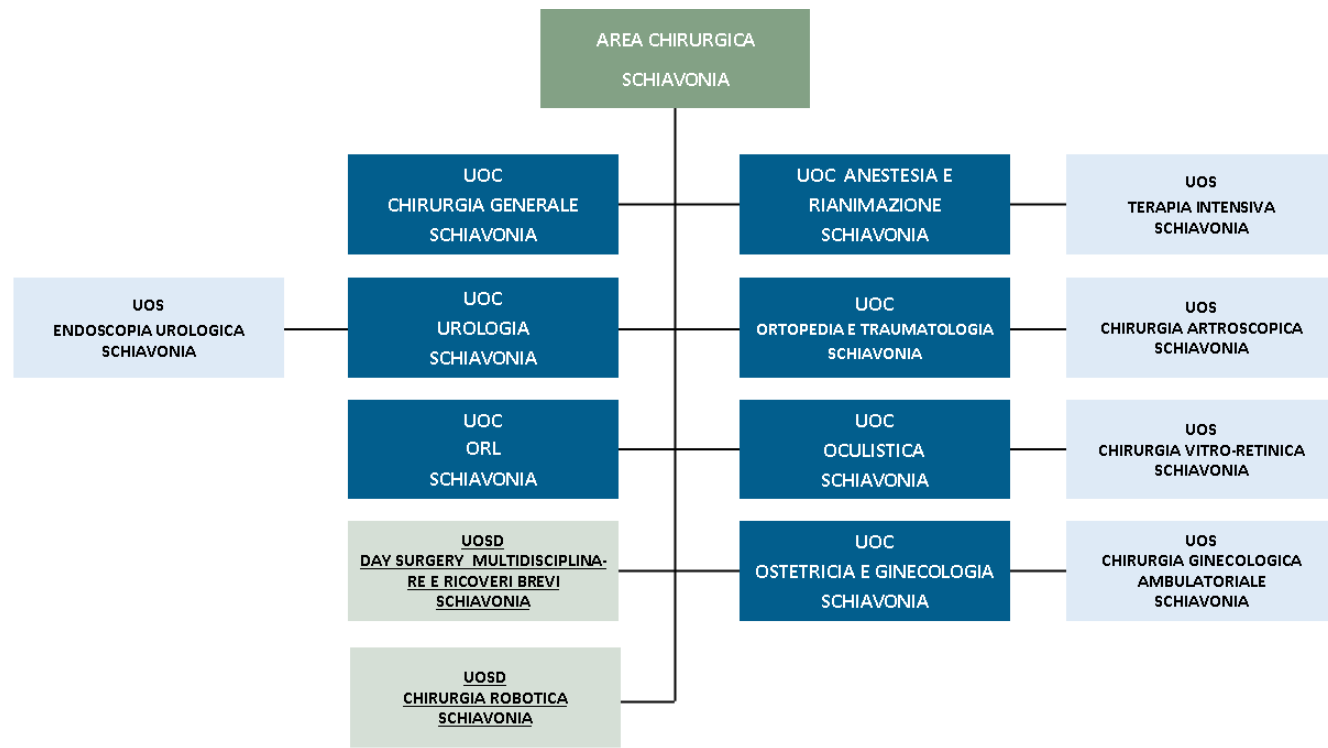 AREA CHIRURGICA
SCHIAVONIA
UOC
CHIRURGIA GENERALE
SCHIAVONIA
UOC ANESTESIA E
RIANIMAZIONE
SCHIAVONIA
UOS
TERAPIA INTENSIVA
SCHIAVONIA
UOS
ENDOSCOPIA UROLOGICA
SCHIAVONIA
UOC
UROLOGIA
SCHIAVONIA
UOC
ORTOPEDIA E TRAUMATOLOGIA
SCHIAVONIA
UOS
CHIRURGIA ARTROSCOPICA
SCHIAVONIA
UOC
ORL
SCHIAVONIA
UOC
OCULISTICA
SCHIAVONIA
UOS
CHIRURGIA VITRO-RETINICA
SCHIAVONIA
UOSD
DAY SURGERY MULTIDISCIPLINA-
RE E RICOVERI BREVI
SCHIAVONIA
UOC
OSTETRICIA E GINECOLOGIA
SCHIAVONIA
UOS
CHIRURGIA GINECOLOGICA
AMBULATORIALE
SCHIAVONIA
UOSD
CHIRURGIA ROBOTICA
SCHIAVONIA